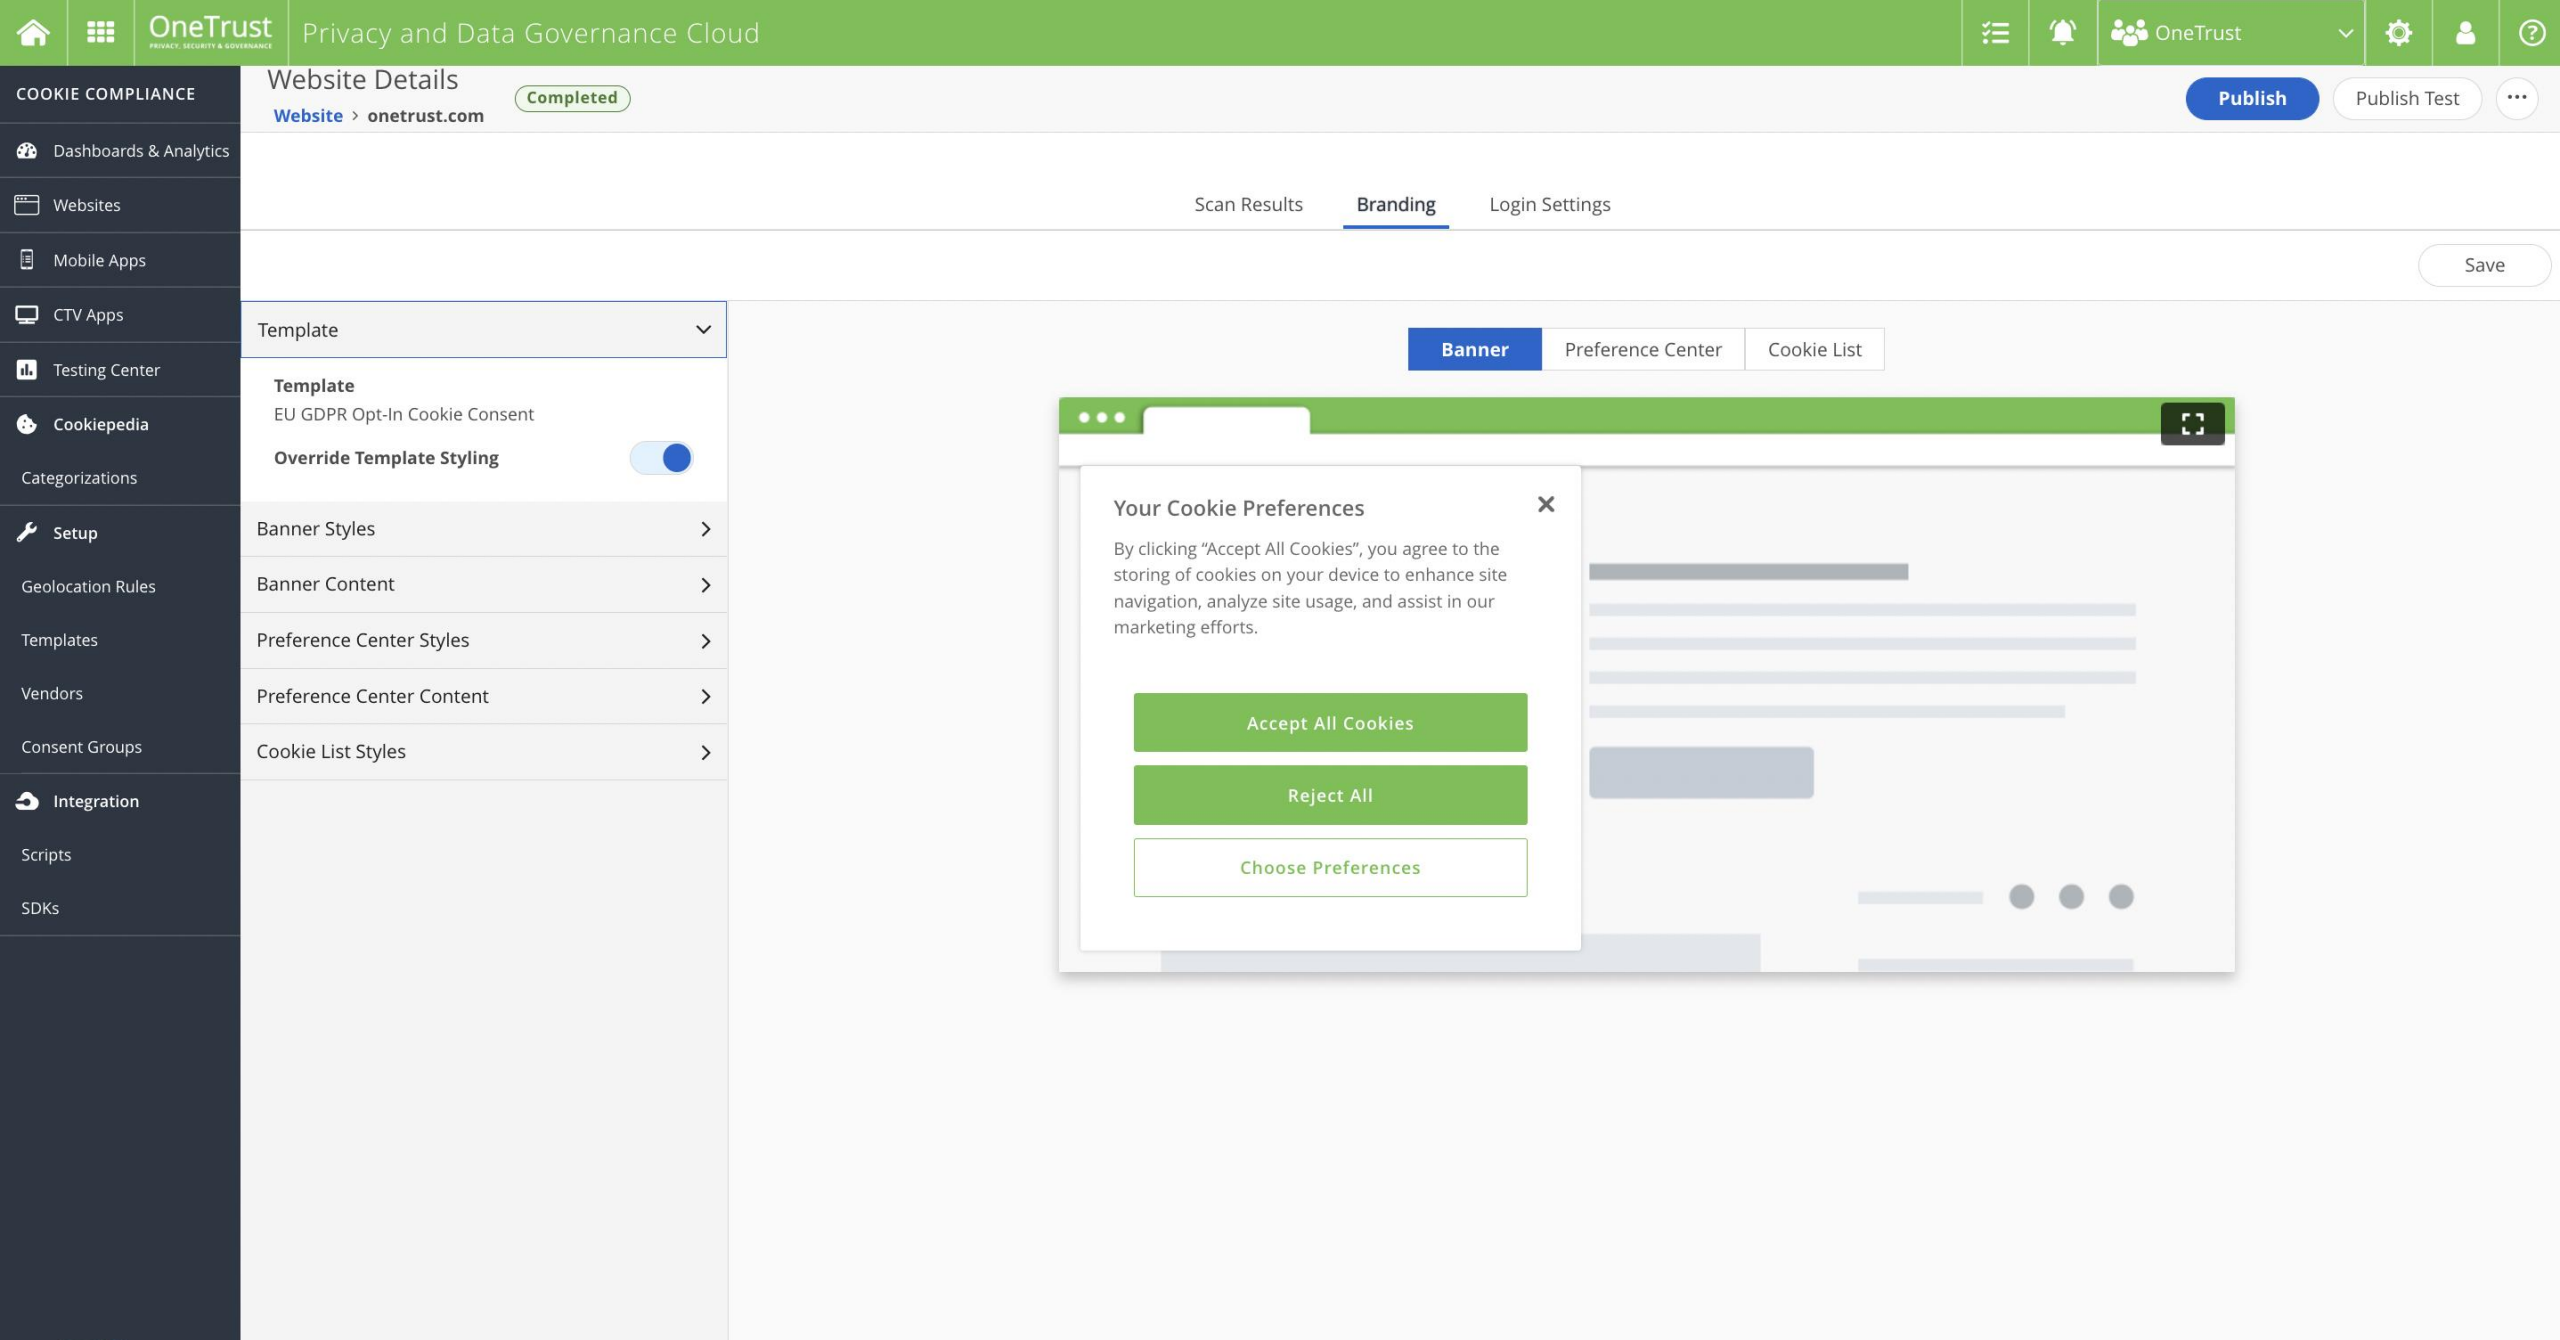 OneTrust
PRIVACY, SECURITY & GOVERNANCE
Privacy and Data Governance Cloud
OneTrust
COOKIE COMPLIANCE
Dashboards & Analytics
Websites
Mobile Apps
CTV Apps
Testing Center
Cookiepedia
Categorizations
Setup
Geolocation Rules
Templates
Vendors
Consent Groups
Integration
Scripts
SDKs
Website Details
Website > onetrust.com
Completed
Publish
Publish Test
Scan Results
Branding
Login Settings
Save
Template
Template
EU GDPR Opt-In Cookie Consent
Override Template Styling
Banner Styles
Banner Content
Preference Center Styles
Preference Center Content
Cookie List Styles
Banner
Preference Center
Cookie List
Your Cookie Preferences
By clicking “Accept All Cookies”, you agree to the
storing of cookies on your device to enhance site
navigation, analyze site usage, and assist in our
marketing efforts.
Accept All Cookies
Reject All
Choose Preferences